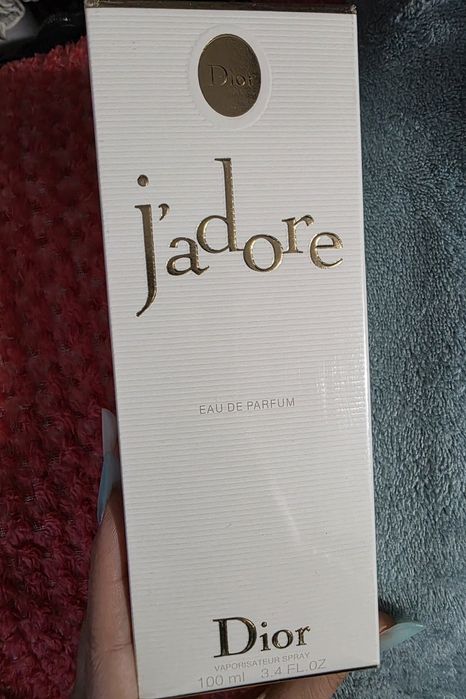 Dior
j'adore
EAU DE PARFUM
Dior
VAPORISATEUR SPRAY
100 ml 3.4 FL.OZ